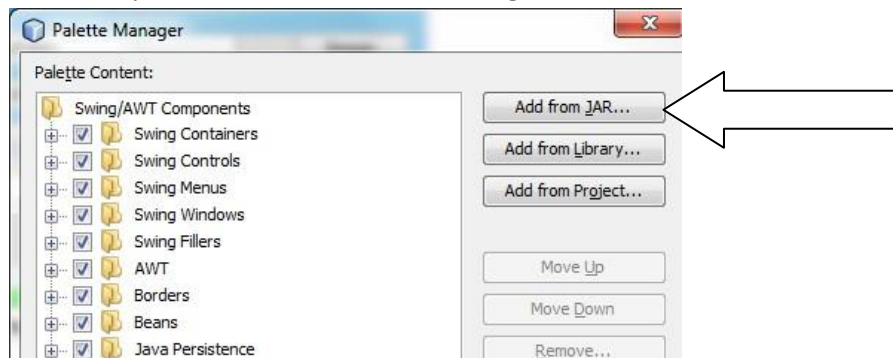 Palette Manager
Palette Content:
Swing/AWT Components
Swing Containers
Swing Controls
Swing Menus
Swing Windows
Swing Fillers
AWT
Borders
Beans
Java Persistence
Add from JAR...
Add from Library...
Add from Project...
Move Up
Move Down
Remove...